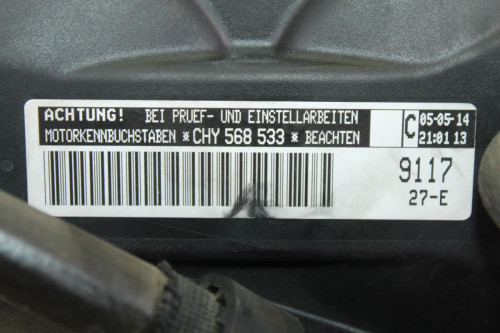 ACHTUNG! BEI PRUEF- UND EINSTELLARBEITEN
MOTORKENNBUCHSTABEN *CHY 568 533* BEACHTEN
C 05-05-14
21:01 13
9117
27-E